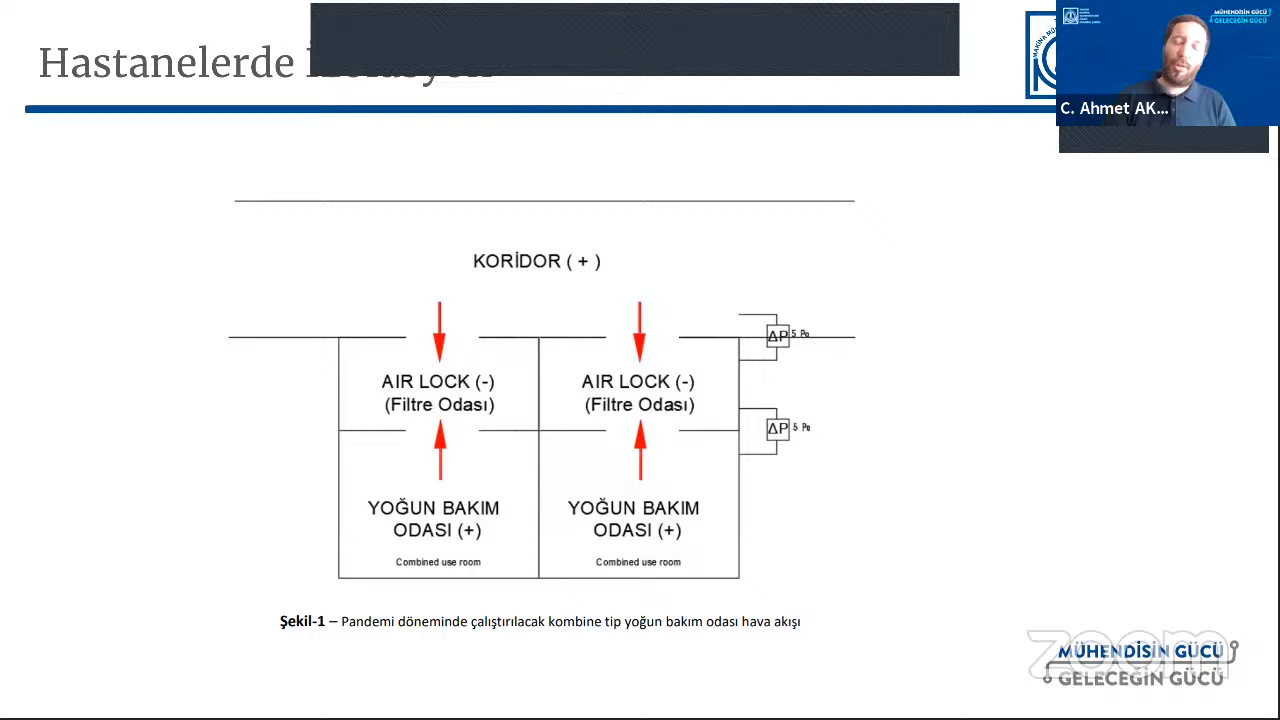 Hastanelerde
MÜHENDİSİN GÜCÜ
GELECEĞİN GÜCÜ
C. Ahmet AK...
KORİDOR ( + )
ΔP 5 Pa
AIR LOCK (-)
(Filtre Odası)
AIR LOCK (-)
(Filtre Odası)
ΔP 5 Pa
YOĞUN BAKIM
ODASI (+)
Combined use room
YOĞUN BAKIM
ODASI (+)
Combined use room
Şekil-1 – Pandemi döneminde çalıştırılacak kombine tip yoğun bakım odası hava akışı
zoom
MÜHENDİSİN GÜCÜ
GELECEĞİN GÜCÜ